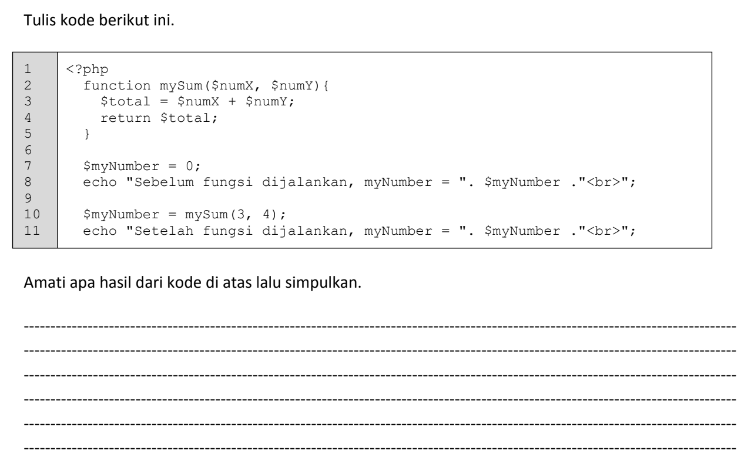 Tulis kode berikut ini.
1 <?php
2 function mySum($numX, $numY){
3 $total = $numX + $numY;
4 return $total;
5 }
6
7 $myNumber = 0;
8 echo "Sebelum fungsi dijalankan, myNumber = ". $myNumber ."<br>";
9
10 $myNumber = mySum(3, 4);
11 echo "Setelah fungsi dijalankan, myNumber = ". $myNumber ."<br>";
Amati apa hasil dari kode di atas lalu simpulkan.